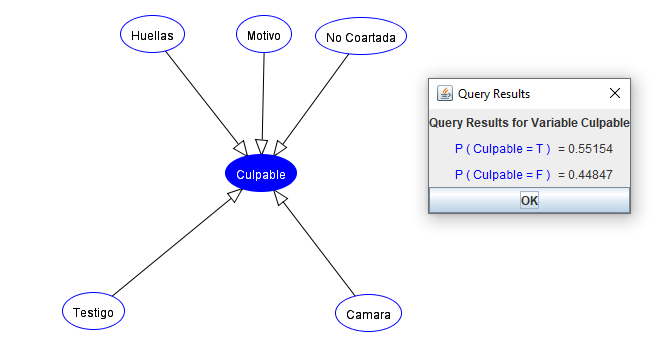 Huellas
Motivo
No Coartada
Culpable
Testigo
Camara
Query Results
Query Results for Variable Culpable
P ( Culpable = T ) = 0.55154
P ( Culpable = F ) = 0.44847
OK